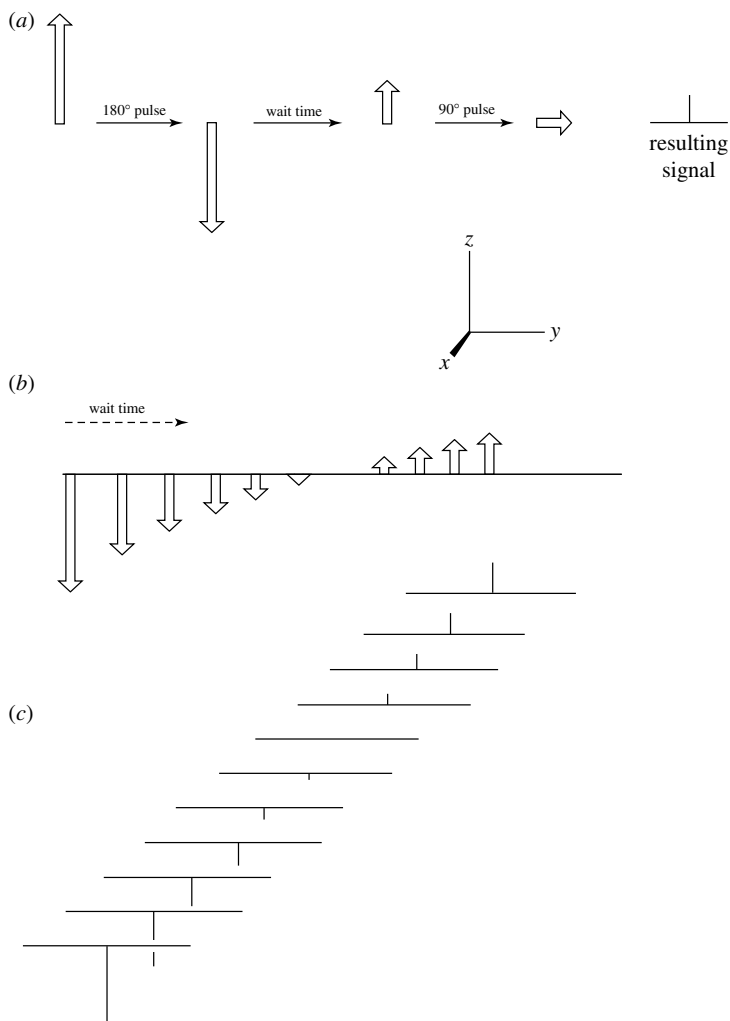 (a)
180° pulse
wait time
90° pulse
resulting
signal
z
y
x
(b)
wait time
(c)